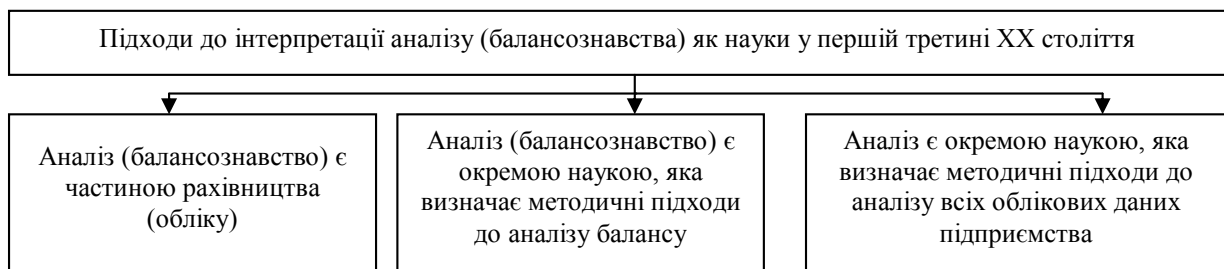 Підходи до інтерпретації аналізу (балансознавства) як науки у першій третині ХХ століття
Аналіз (балансознавство) є
частиною рахівництва
(обліку)
Аналіз (балансознавство) є
окремою наукою, яка
визначає методичні підходи
до аналізу балансу
Аналіз є окремою наукою, яка
визначає методичні підходи до
аналізу всіх облікових даних
підприємства